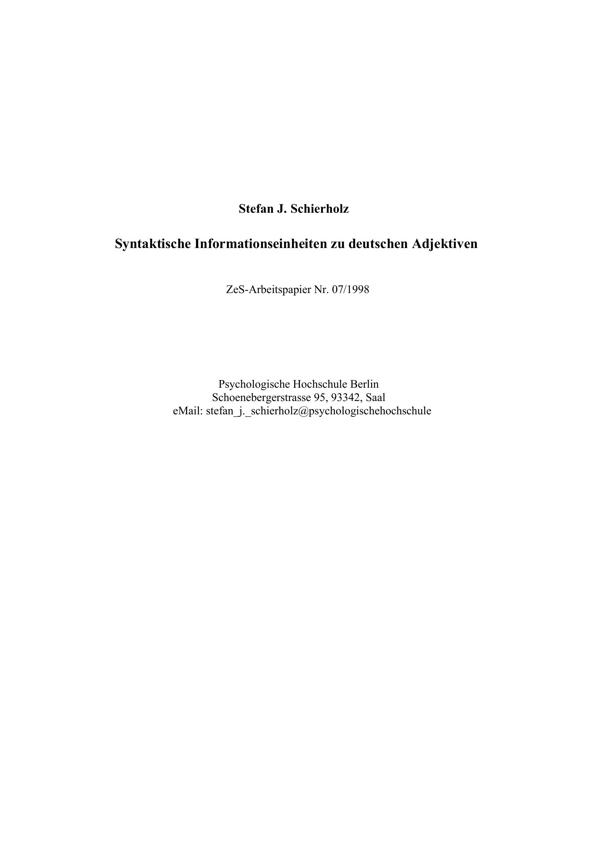 Stefan J. Schierholz
Syntaktische Informationseinheiten zu deutschen Adjektiven
ZeS-Arbeitspapier Nr. 07/1998
Psychologische Hochschule Berlin
Schoenebergerstrasse 95, 93342, Saal
eMail: stefan_j._schierholz@psychologischehochschule